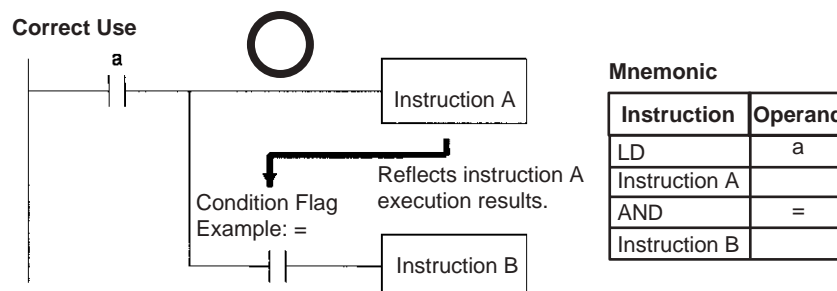 Correct Use
a
Instruction A
Reflects instruction A
execution results.
Condition Flag
Example: =
Instruction B
Mnemonic
Instruction Operand
LD a
Instruction A
AND =
Instruction B